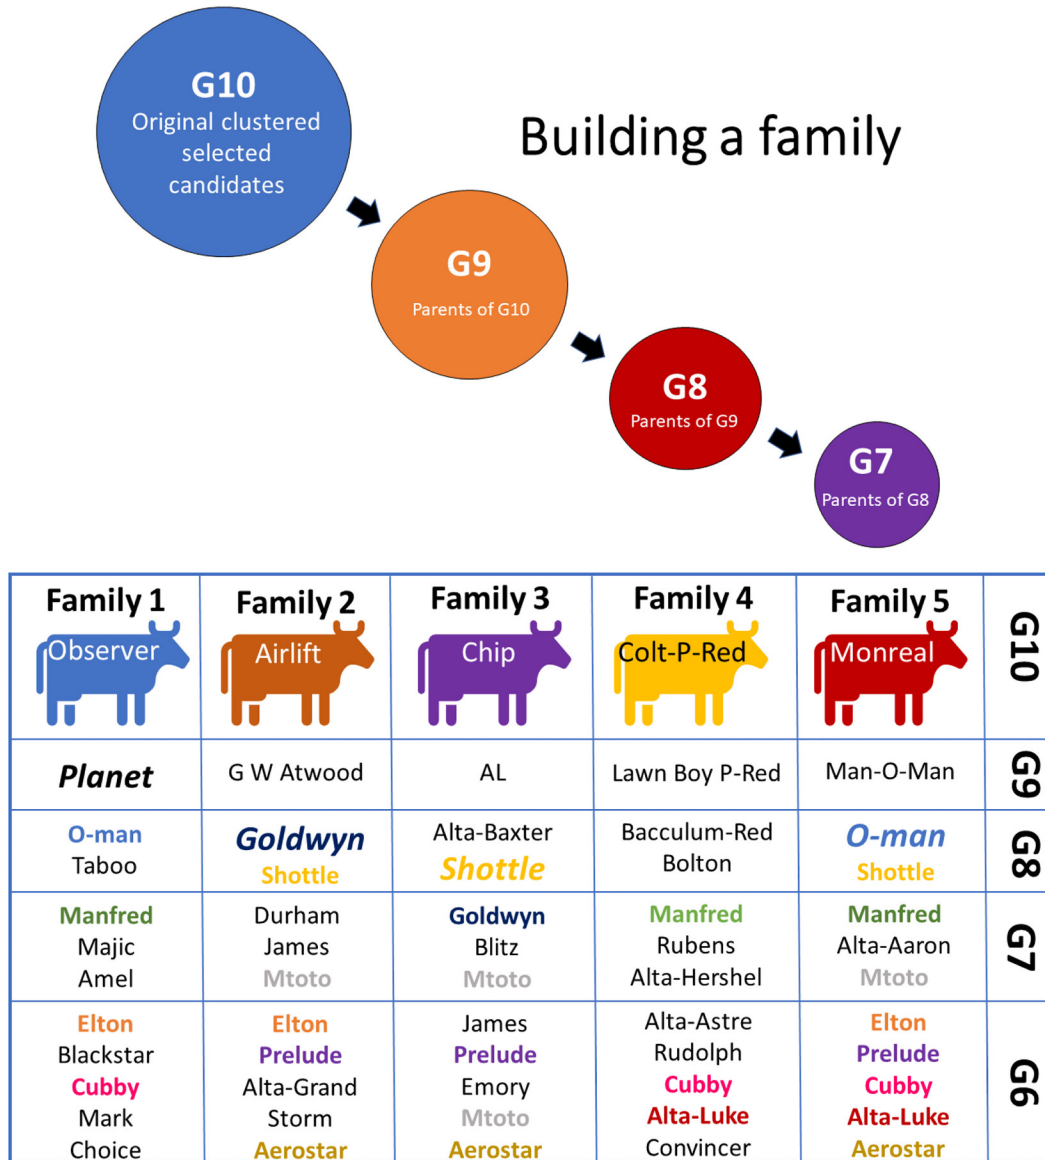 G10
Original clustered
selected
candidates
Building a family
G9
Parents of G10
G8
Parents of G9
G7
Parents of G8
Family 1
Family 2
Family 3
Family 4
Family 5
Observer
Airlift
Chip
Colt-P-Red
Monreal
G10
Planet
G W Atwood
AL
Lawn Boy P-Red
Man-O-Man
G9
O-man
Taboo
Goldwyn
Shottle
Alta-Baxter
Shottle
Bacculum-Red
Bolton
O-man
Shottle
G8
Manfred
Majic
Amel
Durham
James
Mtoto
Goldwyn
Blitz
Mtoto
Manfred
Rubens
Alta-Hershel
Manfred
Alta-Aaron
Mtoto
G7
Elton
Blackstar
Cubby
Mark
Choice
Elton
Prelude
Alta-Grand
Storm
Aerostar
James
Prelude
Emory
Mtoto
Aerostar
Alta-Astre
Rudolph
Cubby
Alta-Luke
Convincer
Elton
Prelude
Cubby
Alta-Luke
Aerostar
G6